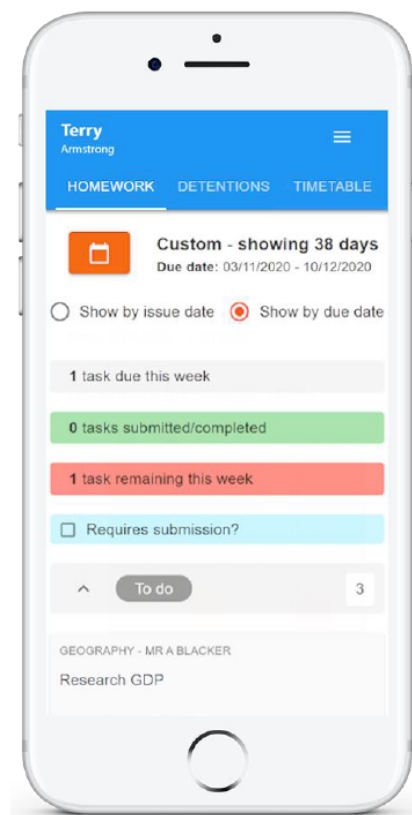 Terry
Armstrong
HOMEWORK DETENTIONS TIMETABLE
Custom - showing 38 days
Due date: 03/11/2020 - 10/12/2020
Show by issue date Show by due date
1 task due this week
0 tasks submitted/completed
1 task remaining this week
Requires submission?
To do 3
GEOGRAPHY - MR A BLACKER
Research GDP